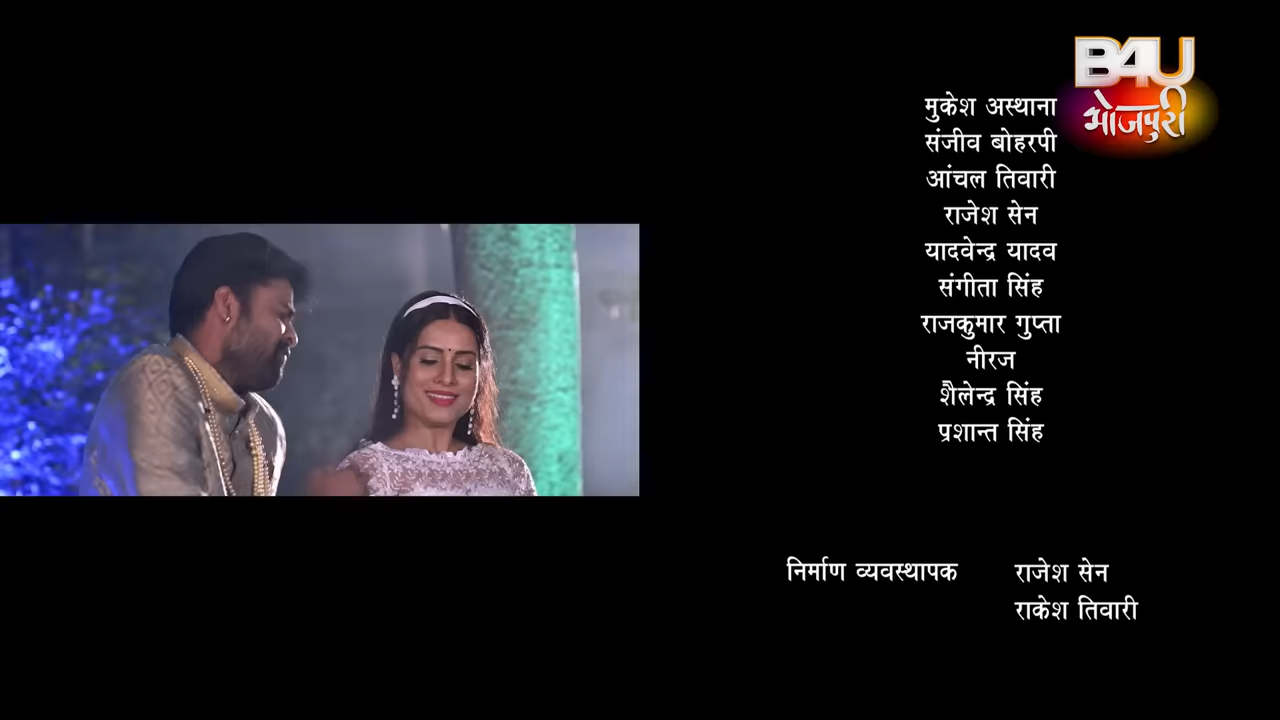 B4U
भोजपुरी
मुकेश अस्थाना
संजीव बोहरपी
आंचल तिवारी
राजेश सेन
यादवेन्द्र यादव
संगीता सिंह
राजकुमार गुप्ता
नीरज
शैलेन्द्र सिंह
प्रशान्त सिंह
निर्माण व्यवस्थापक राजेश सेन
राकेश तिवारी